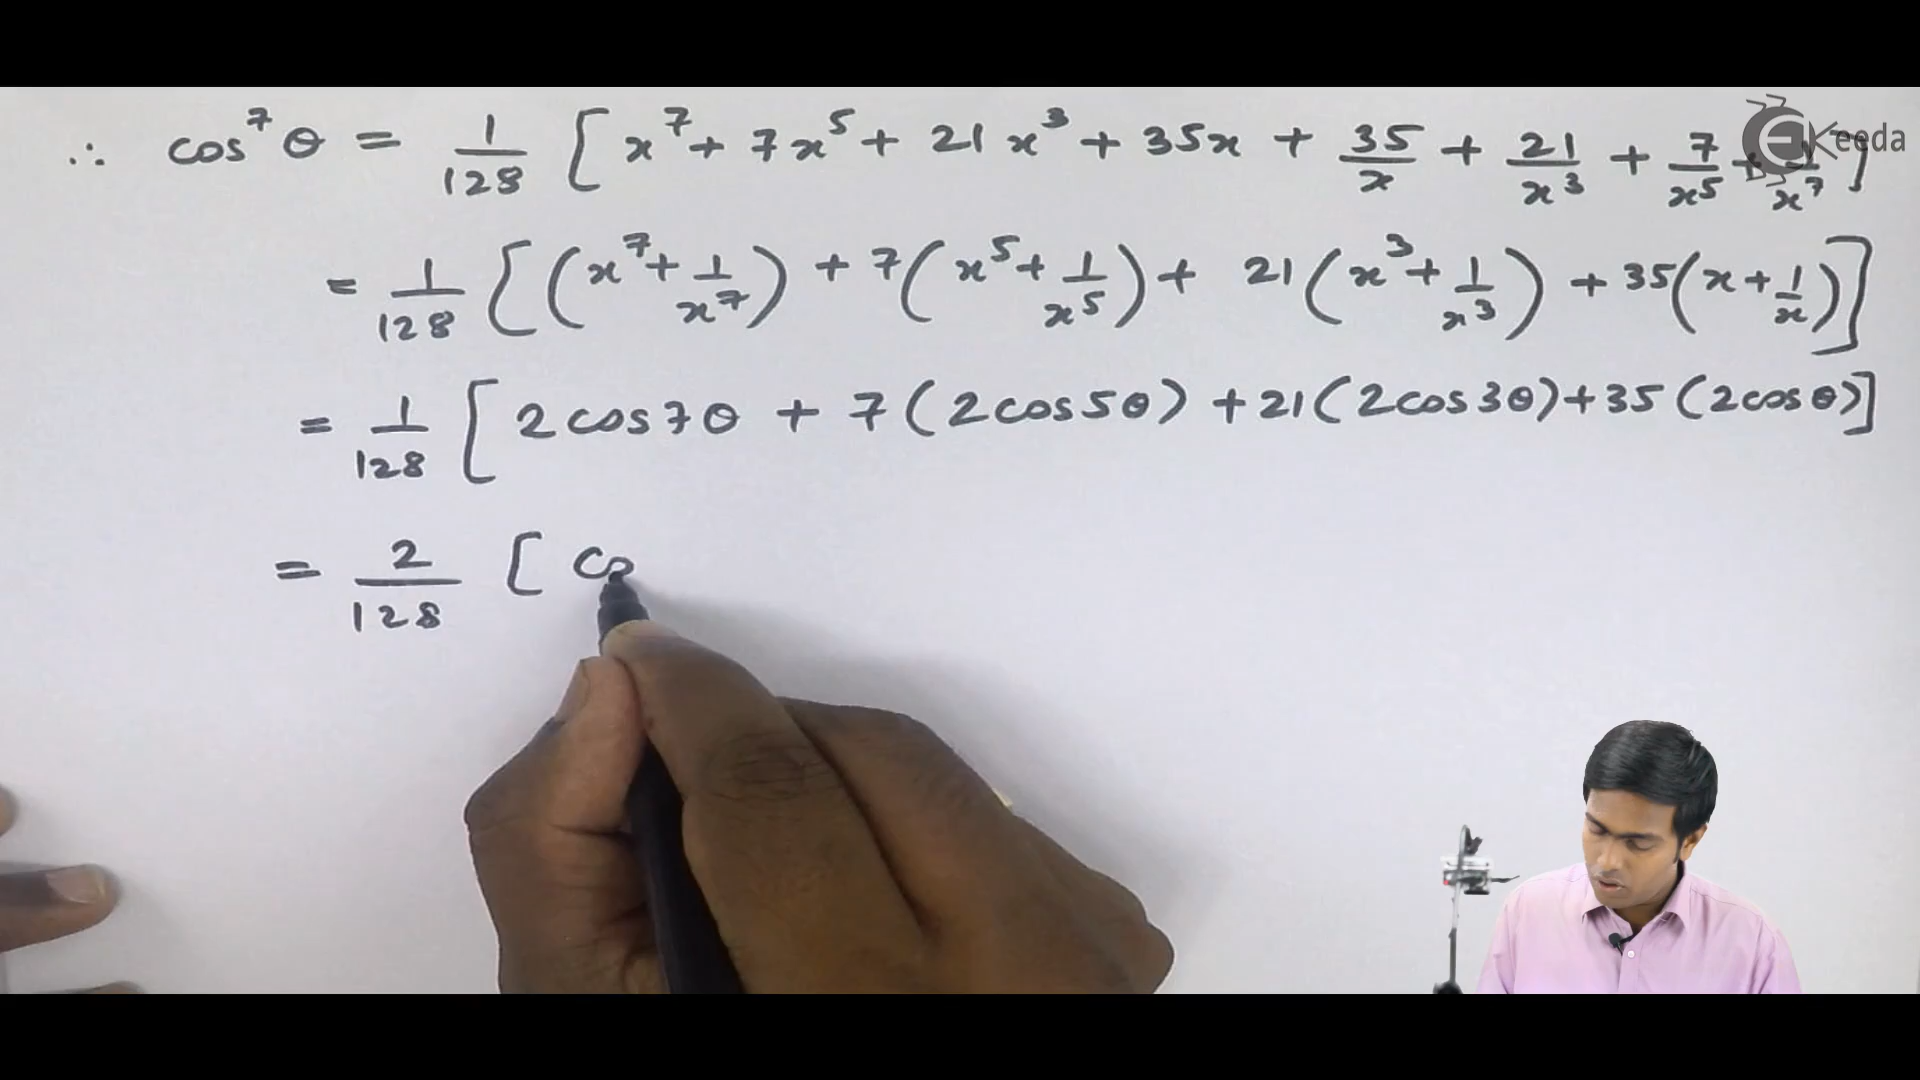 ∴ cos⁷θ = 1/128 [ x⁷ + 7x⁵ + 21x³ + 35x + 35/x + 21/x³ + 7/x⁵ + 1/x⁷ ]
= 1/128 [ (x⁷ + 1/x⁷) + 7(x⁵ + 1/x⁵) + 21(x³ + 1/x³) + 35(x + 1/x) ]
= 1/128 [ 2cos7θ + 7(2cos5θ) + 21(2cos3θ) + 35(2cosθ) ]
= 2/128 [ co
EKeeda